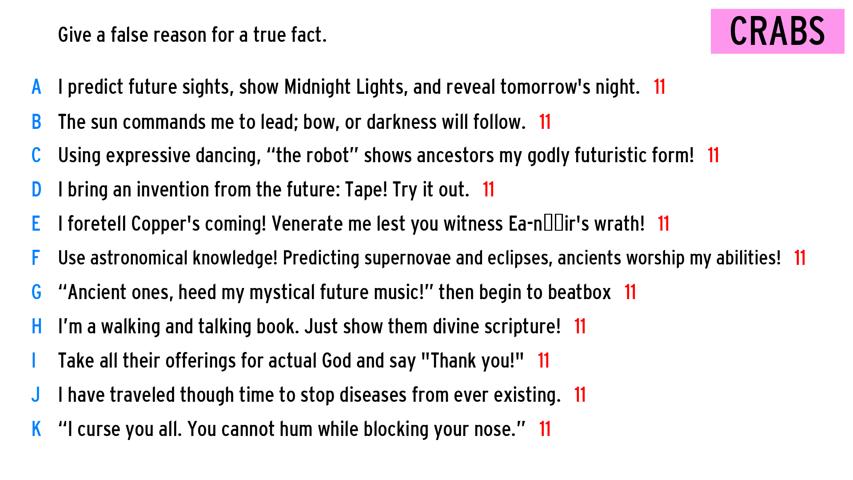 Give a false reason for a true fact.
CRABS
A I predict future sights, show Midnight Lights, and reveal tomorrow's night. 11
B The sun commands me to lead; bow, or darkness will follow. 11
C Using expressive dancing, “the robot” shows ancestors my godly futuristic form! 11
D I bring an invention from the future: Tape! Try it out. 11
E I foretell Copper's coming! Venerate me lest you witness Ea-n▯▯ir's wrath! 11
F Use astronomical knowledge! Predicting supernovae and eclipses, ancients worship my abilities! 11
G “Ancient ones, heed my mystical future music!” then begin to beatbox 11
H I’m a walking and talking book. Just show them divine scripture! 11
I Take all their offerings for actual God and say "Thank you!" 11
J I have traveled though time to stop diseases from ever existing. 11
K “I curse you all. You cannot hum while blocking your nose.” 11